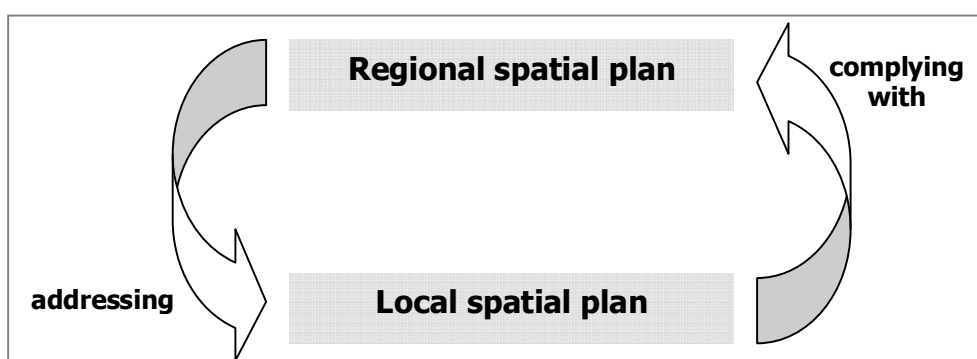 Regional spatial plan
complying
with
addressing
Local spatial plan